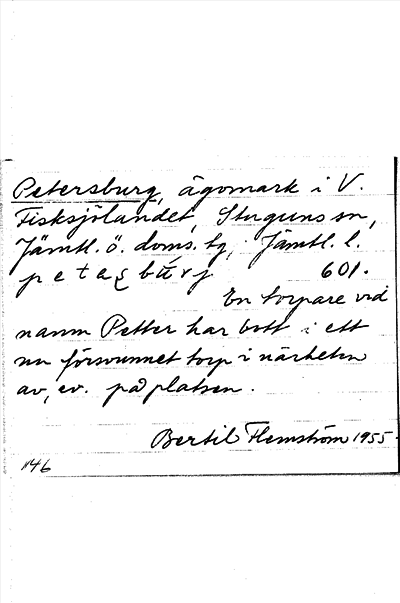 Petersburg, ägomark i V.
Fisksjölandet, Stuguns sn,
Jämtl. ö. doms. tg, Jämtl. l.
601.
En torpare vid
namn Petter har bott i ett
nu försvunnet torp i närheten
av, ev. på platsen.
Bertil Flemström 1955.
1146